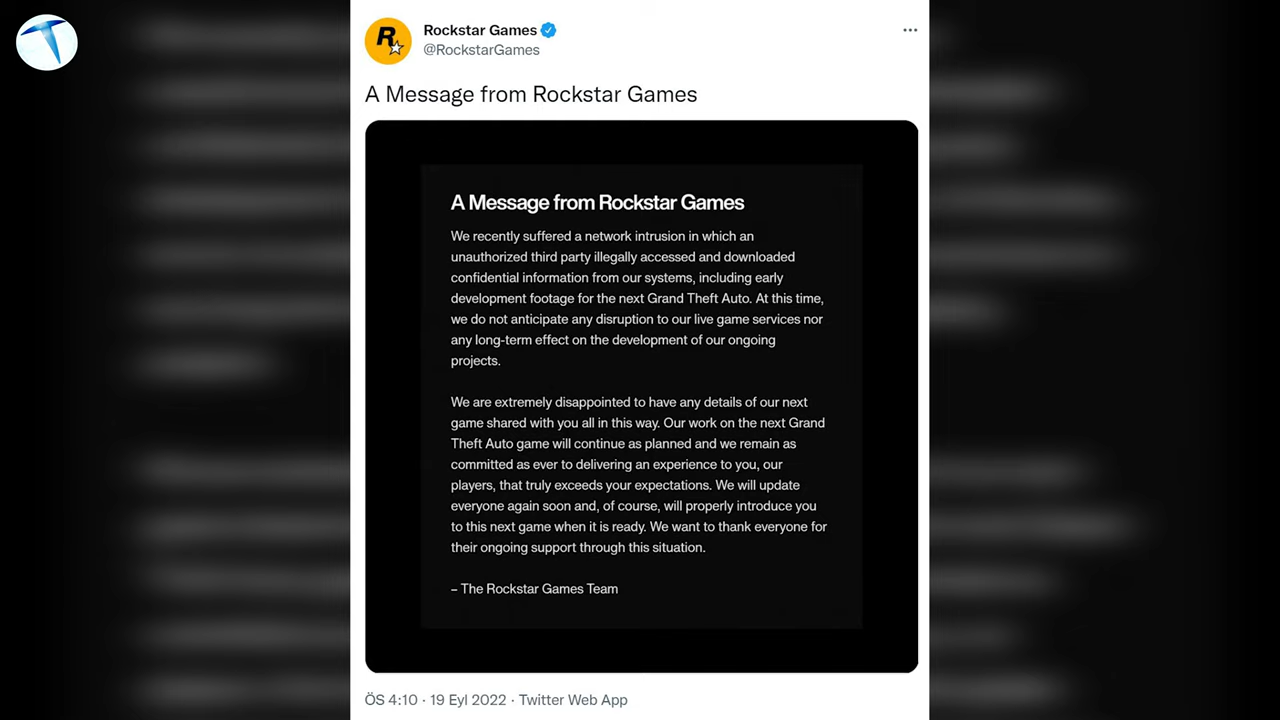 Rockstar Games
@RockstarGames
A Message from Rockstar Games
A Message from Rockstar Games
We recently suffered a network intrusion in which an
unauthorized third party illegally accessed and downloaded
confidential information from our systems, including early
development footage for the next Grand Theft Auto. At this time,
we do not anticipate any disruption to our live game services nor
any long-term effect on the development of our ongoing
projects.
We are extremely disappointed to have any details of our next
game shared with you all in this way. Our work on the next Grand
Theft Auto game will continue as planned and we remain as
committed as ever to delivering an experience to you, our
players, that truly exceeds your expectations. We will update
everyone again soon and, of course, will properly introduce you
to this next game when it is ready. We want to thank everyone for
their ongoing support through this situation.
– The Rockstar Games Team
ÖS 4:10 · 19 Eyl 2022 · Twitter Web App